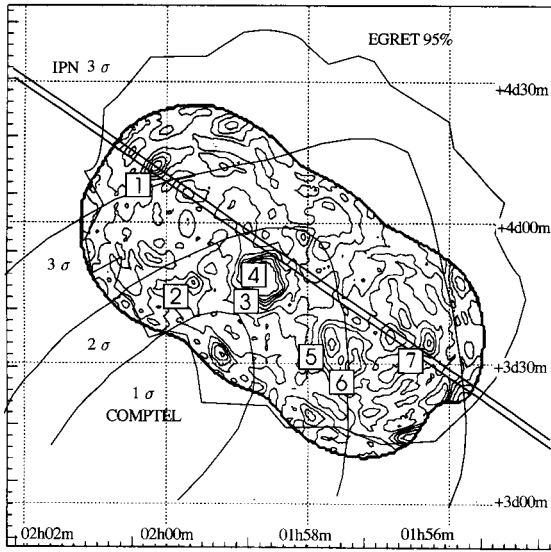 EGRET 95%
IPN 3 σ
+4d30m
1
+4d00m
3 σ
4
2
3
2 σ
5
7
+3d30m
6
1 σ
COMPTEL
+3d00m
02h02m 02h00m 01h58m 01h56m